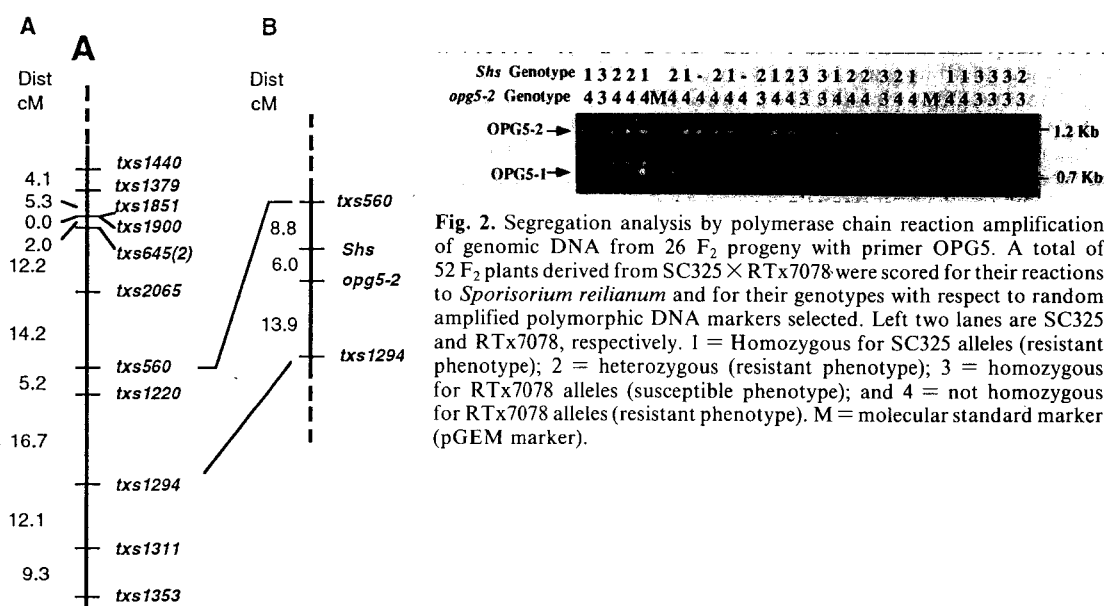 A
A
Dist
cM
txs1440
4.1
txs1379
5.3
txs1851
0.0
txs1900
2.0
txs645(2)
12.2
txs2065
14.2
txs560
5.2
txs1220
16.7
txs1294
12.1
txs1311
9.3
txs1353
B
Dist
cM
txs560
8.8
Shs
6.0
opg5-2
13.9
txs1294
Shs Genotype 1 3 2 2 1 2 1 - 2 1 - 2 1 2 3 3 1 2 2 3 2 1 1 1 3 3 3 2
opg5-2 Genotype 4 3 4 4 4 M 4 4 4 4 4 4 3 4 4 3 3 4 4 4 3 4 4 M 4 4 3 3 3 3
OPG5-2
1.2 Kb
OPG5-1
0.7 Kb
Fig. 2. Segregation analysis by polymerase chain reaction amplification
of genomic DNA from 26 F2 progeny with primer OPG5. A total of
52 F2 plants derived from SC325 × RTx7078 were scored for their reactions
to Sporisorium reilianum and for their genotypes with respect to random
amplified polymorphic DNA markers selected. Left two lanes are SC325
and RTx7078, respectively. 1 = Homozygous for SC325 alleles (resistant
phenotype); 2 = heterozygous (resistant phenotype); 3 = homozygous
for RTx7078 alleles (susceptible phenotype); and 4 = not homozygous
for RTx7078 alleles (resistant phenotype). M = molecular standard marker
(pGEM marker).